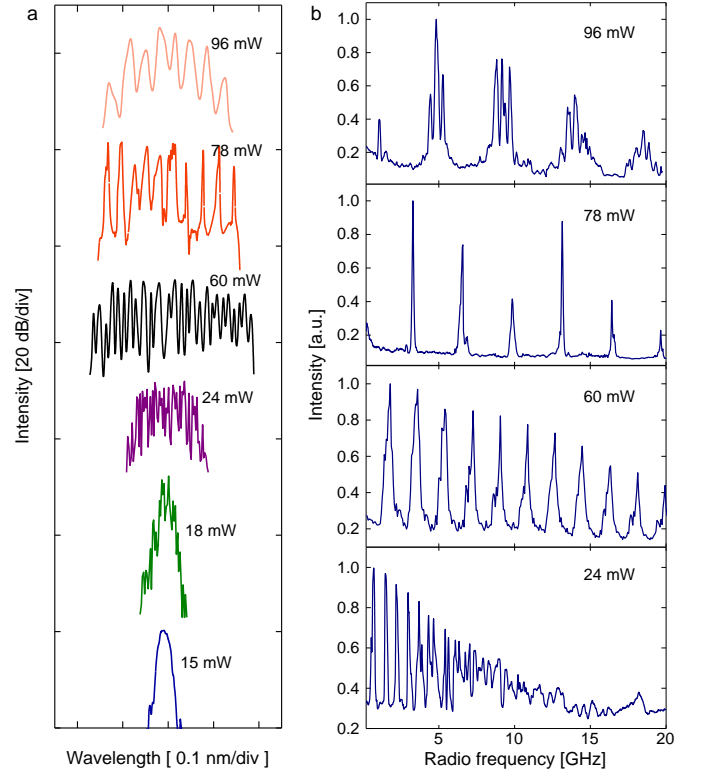 a
96 mW
78 mW
60 mW
24 mW
18 mW
15 mW
Intensity [20 dB/div]
Wavelength [ 0.1 nm/div ]
b
1.0
0.8
0.6
0.4
0.2
96 mW
1.0
0.8
0.6
0.4
0.2
78 mW
1.0
0.8
0.6
0.4
0.2
60 mW
1.0
0.8
0.6
0.4
0.2
24 mW
Intensity [a.u.]
5
10
15
20
Radio frequency [GHz]